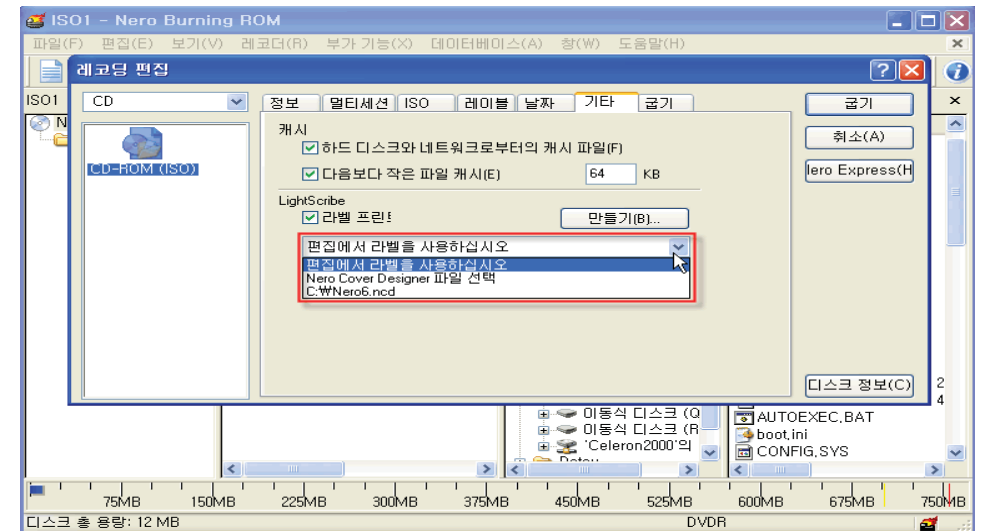 ISO1 - Nero Burning ROM
파일(F) 편집(E) 보기(V) 레코더(R) 부가 기능(X) 데이터베이스(A) 창(W) 도움말(H)
레코딩 편집
ISO1
CD
정보 멀티세션 ISO 레이블 날짜 기타 굽기
굽기
캐시
취소(A)
하드 디스크와 네트워크로부터의 캐시 파일(F)
CD-ROM (ISO)
다음보다 작은 파일 캐시(E) 64 KB
lero Express(H
LightScribe
라벨 프린트
만들기(B)...
편집에서 라벨을 사용하십시오
편집에서 라벨을 사용하십시오
Nero Cover Designer 파일 선택
C:\Nero6.ncd
디스크 정보(C)
2
4
이동식 디스크 (Q
AUTOEXEC.BAT
이동식 디스크 (R
boot.ini
'Celeron2000'의
CONFIG.SYS
75MB 150MB 225MB 300MB 375MB 450MB 525MB 600MB 675MB 750MB
디스크 총 용량: 12 MB
DVDR